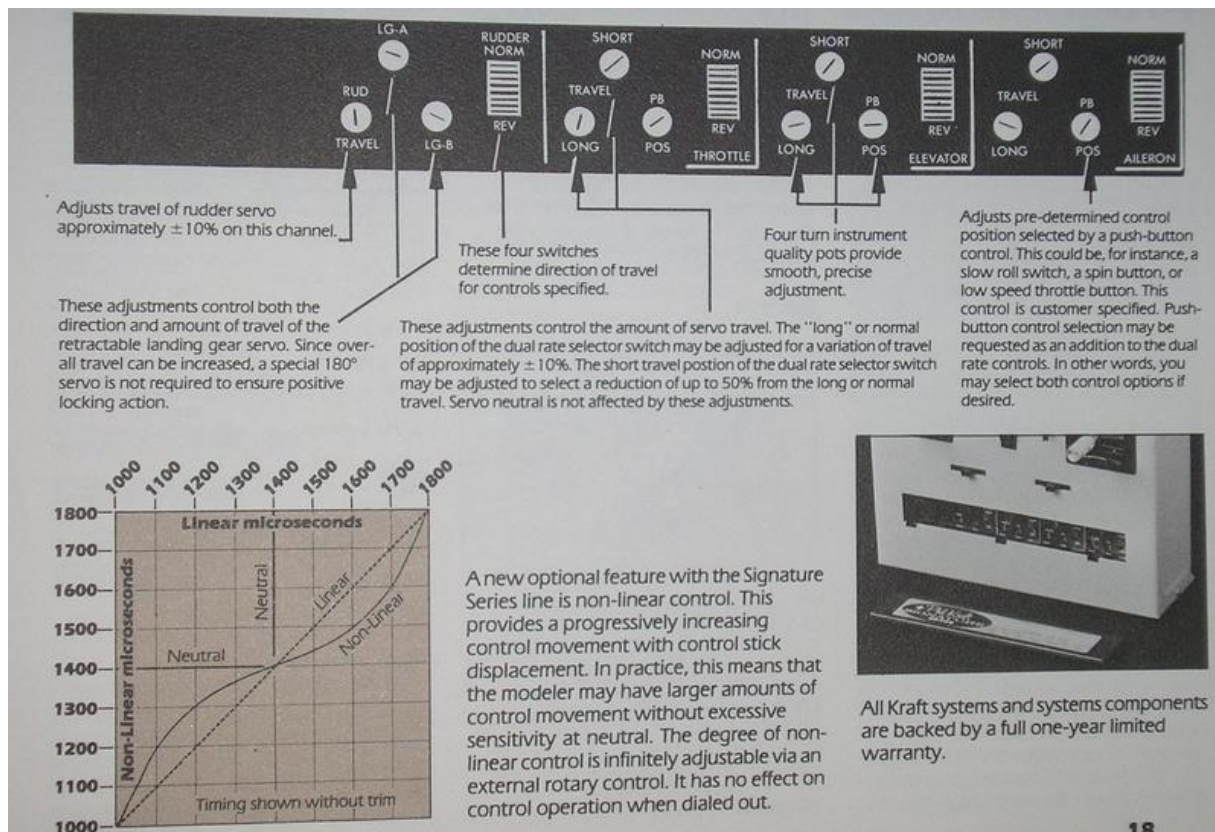 LG-A
RUD
TRAVEL
LG-B
RUDDER
NORM
REV
SHORT
TRAVEL
LONG
PB
POS
NORM
REV
THROTTLE
SHORT
TRAVEL
LONG
PB
POS
NORM
REV
ELEVATOR
SHORT
TRAVEL
LONG
PB
POS
NORM
REV
AILERON
Adjusts travel of rudder servo
approximately ±10% on this channel.
These adjustments control both the
direction and amount of travel of the
retractable landing gear servo. Since over-
all travel can be increased, a special 180°
servo is not required to ensure positive
locking action.
These four switches
determine direction of travel
for controls specified.
These adjustments control the amount of servo travel. The "long" or normal
position of the dual rate selector switch may be adjusted for a variation of travel
of approximately ±10%. The short travel postion of the dual rate selector switch
may be adjusted to select a reduction of up to 50% from the long or normal
travel. Servo neutral is not affected by these adjustments.
Four turn instrument
quality pots provide
smooth, precise
adjustment.
Adjusts pre-determined control
position selected by a push-button
control. This could be, for instance, a
slow roll switch, a spin button, or
low speed throttle button. This
control is customer specified. Push-
button control selection may be
requested as an addition to the dual
rate controls. In other words, you
may select both control options if
desired.
1000 1100 1200 1300 1400 1500 1600 1700 1800
Linear microseconds
1800
1700
1600
1500
1400
1300
1200
1100
1000
Non-Linear microseconds
Neutral
Neutral
Linear
Non-Linear
Timing shown without trim
A new optional feature with the Signature
Series line is non-linear control. This
provides a progressively increasing
control movement with control stick
displacement. In practice, this means that
the modeler may have larger amounts of
control movement without excessive
sensitivity at neutral. The degree of non-
linear control is infinitely adjustable via an
external rotary control. It has no effect on
control operation when dialed out.
All Kraft systems and systems components
are backed by a full one-year limited
warranty.
18